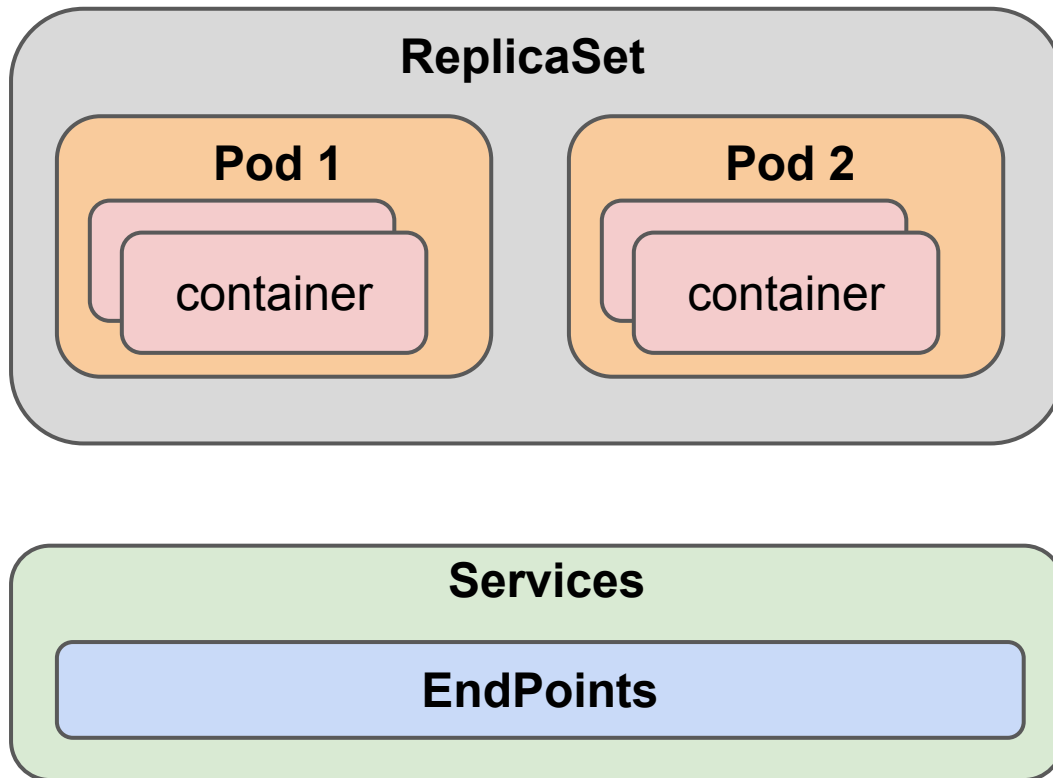 ReplicaSet
Pod 1
Pod 2
container
container
Services
EndPoints